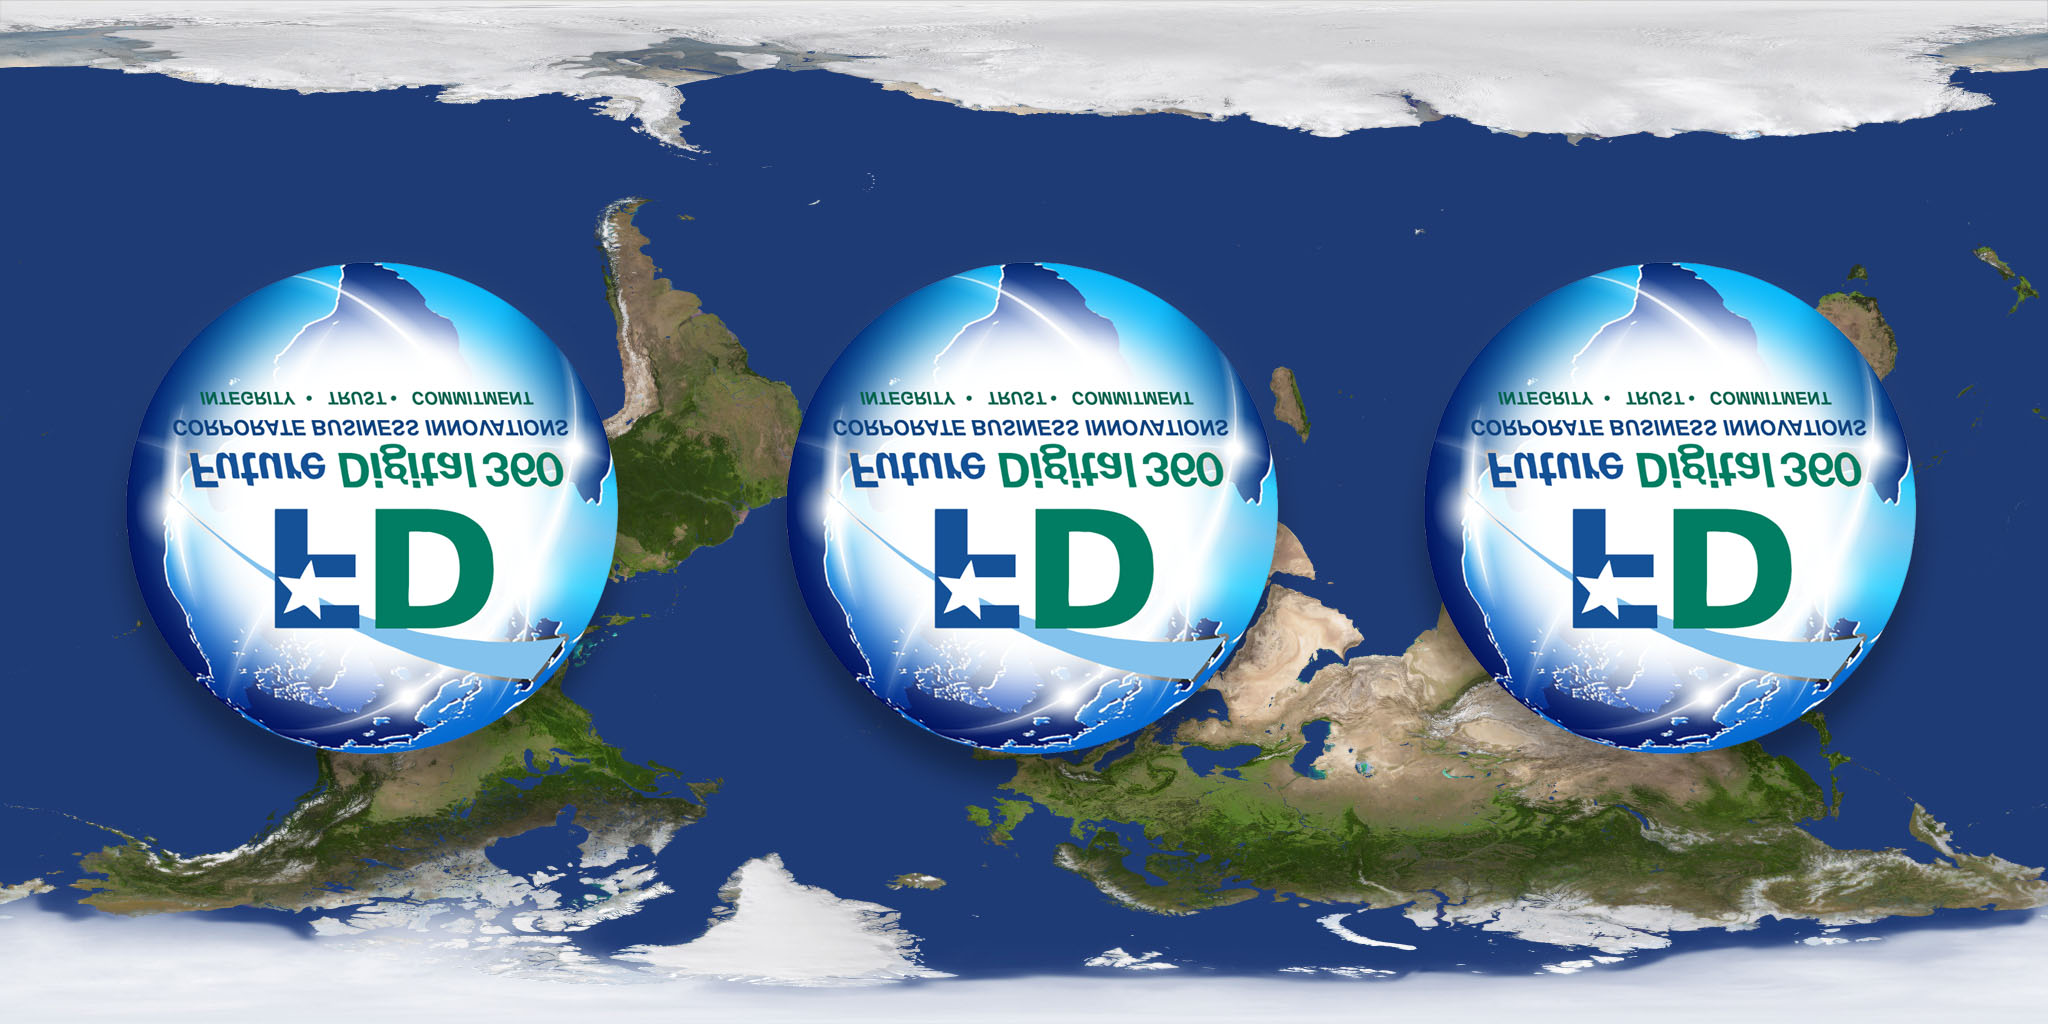 FD
Future Digital 360
CORPORATE BUSINESS INNOVATIONS
INTEGRITY • TRUST • COMMITMENT
FD
Future Digital 360
CORPORATE BUSINESS INNOVATIONS
INTEGRITY • TRUST • COMMITMENT
FD
Future Digital 360
CORPORATE BUSINESS INNOVATIONS
INTEGRITY • TRUST • COMMITMENT